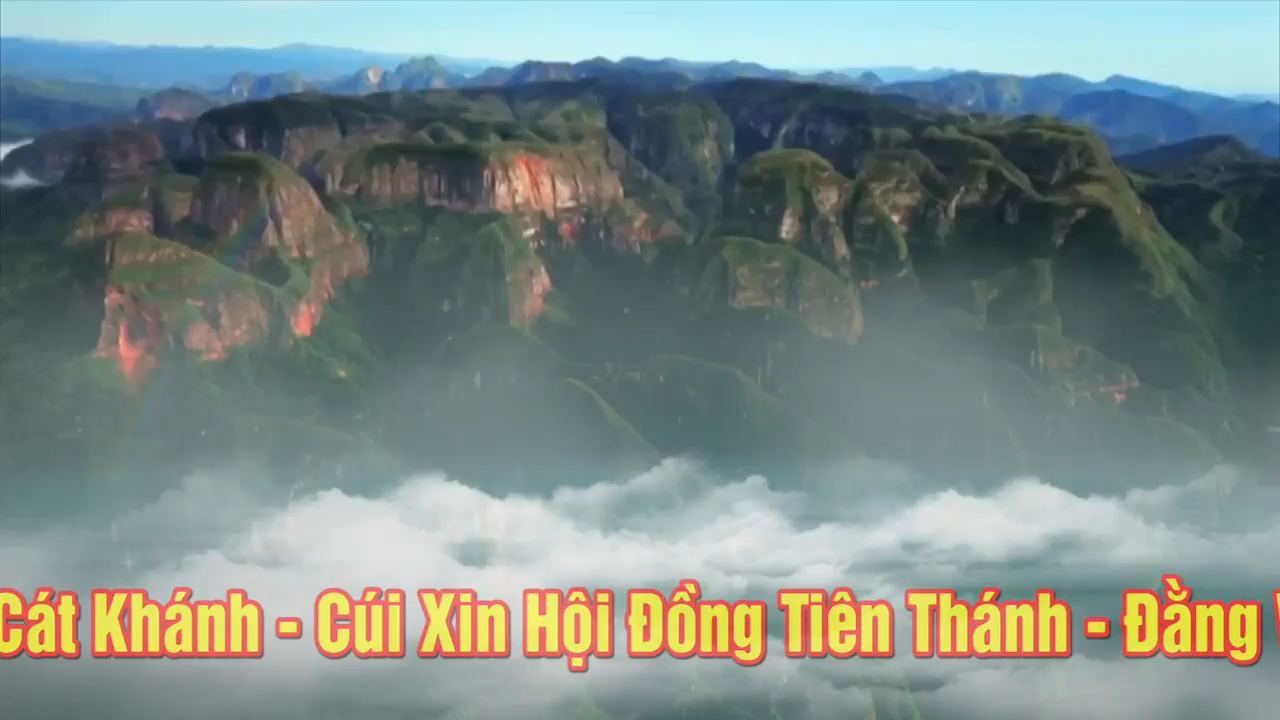 Cát Khánh - Cúi Xin Hội Đồng Tiên Thánh - Đằng